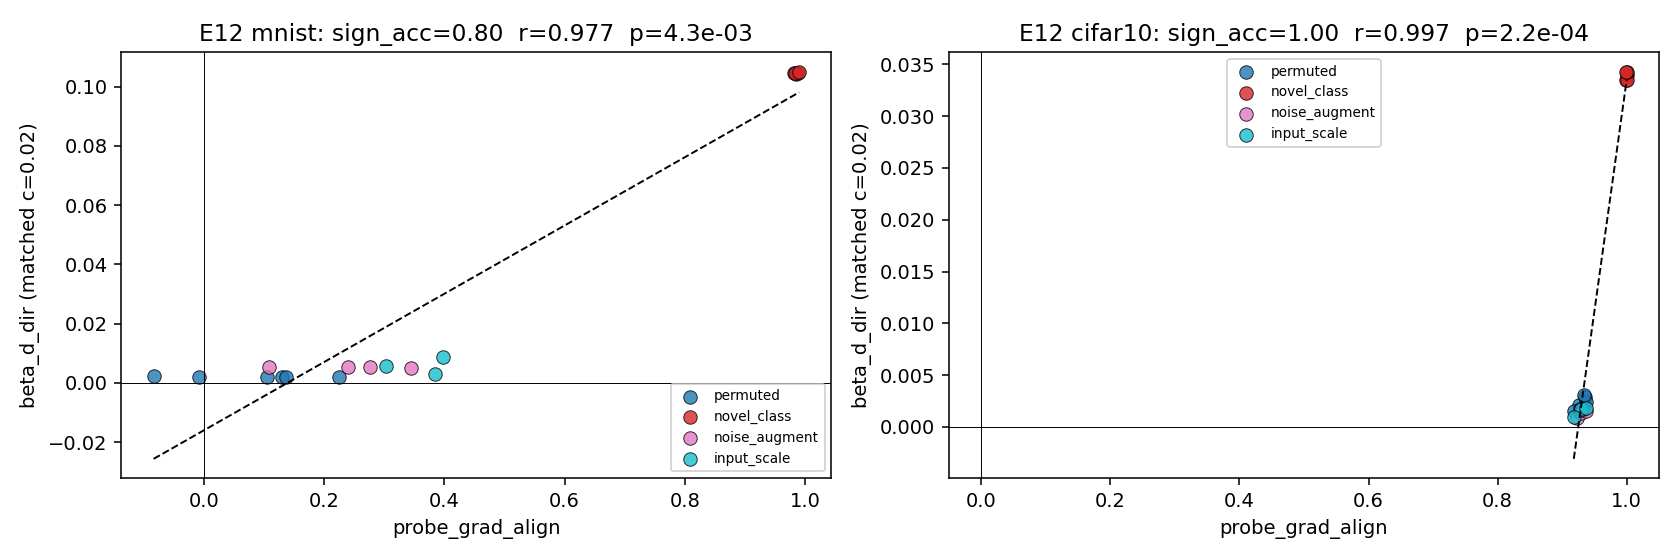 E12 mnist: sign_acc=0.80 r=0.977 p=4.3e-03
beta_d_dir (matched c=0.02)
0.10
0.08
0.06
0.04
0.02
0.00
−0.02
permuted
novel_class
noise_augment
input_scale
0.0
0.2
0.4
0.6
0.8
1.0
probe_grad_align
E12 cifar10: sign_acc=1.00 r=0.997 p=2.2e-04
beta_d_dir (matched c=0.02)
0.035
0.030
0.025
0.020
0.015
0.010
0.005
0.000
permuted
novel_class
noise_augment
input_scale
0.0
0.2
0.4
0.6
0.8
1.0
probe_grad_align